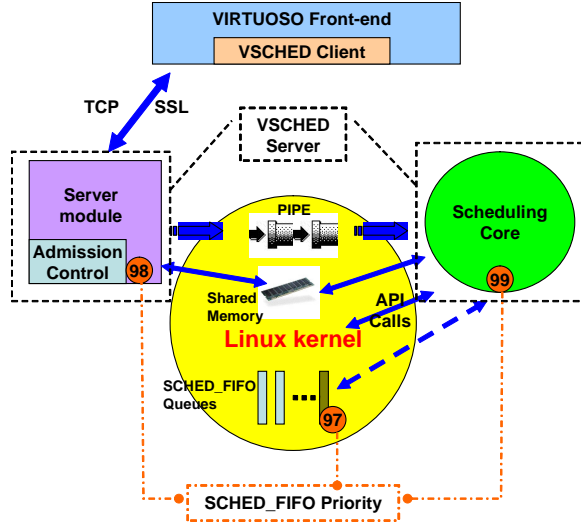 VIRTUOSO Front-end
VSCHED Client
TCP SSL
VSCHED
Server
Server
module
Admission
Control
98
PIPE
Scheduling
Core
99
Shared
Memory
API
Calls
Linux kernel
SCHED_FIFO
Queues
97
SCHED_FIFO Priority